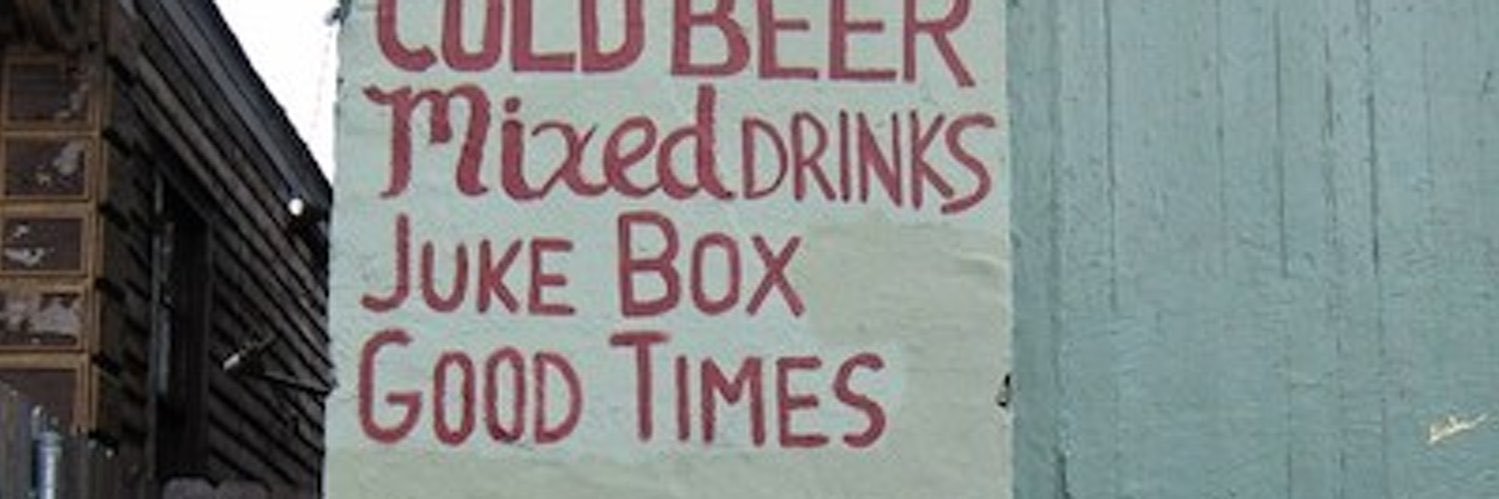 COLD BEER
Mixed DRINKS
JUKE BOX
GOOD TIMES